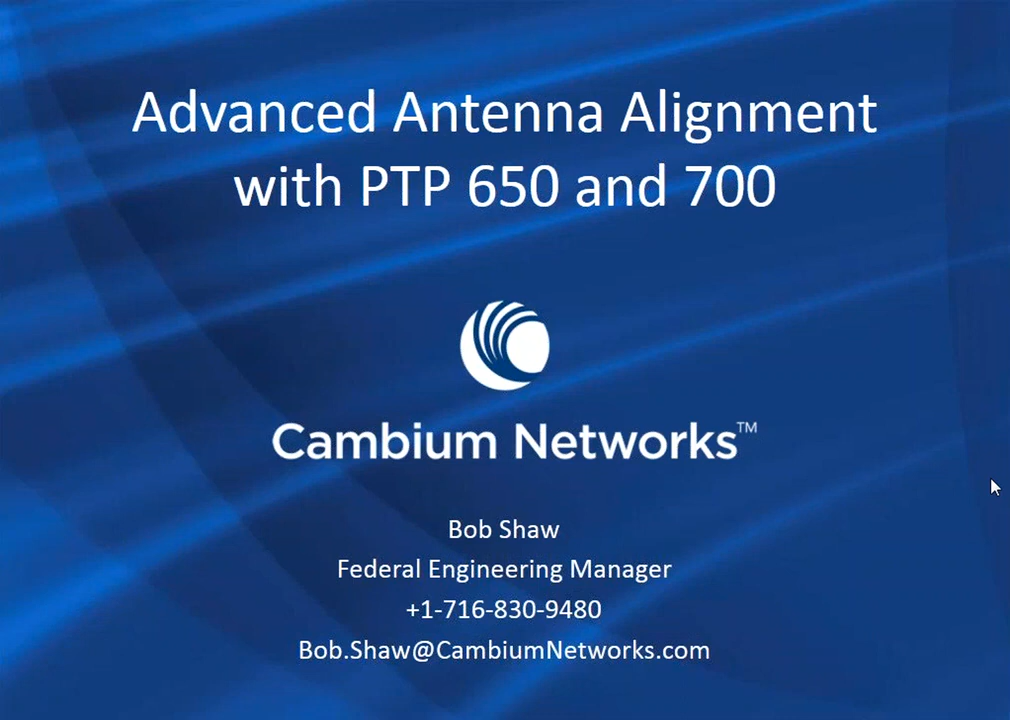 Advanced Antenna Alignment
with PTP 650 and 700
Cambium Networks™
Bob Shaw
Federal Engineering Manager
+1-716-830-9480
Bob.Shaw@CambiumNetworks.com